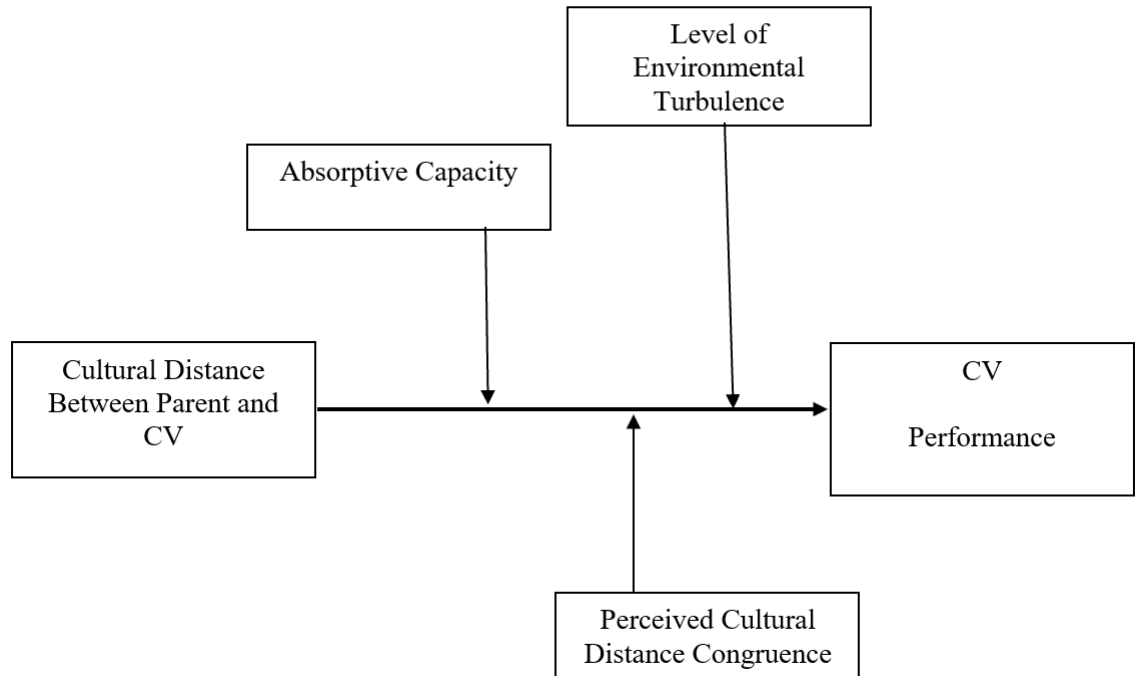 Level of
Environmental
Turbulence
Absorptive Capacity
Cultural Distance
Between Parent and
CV
CV
Performance
Perceived Cultural
Distance Congruence